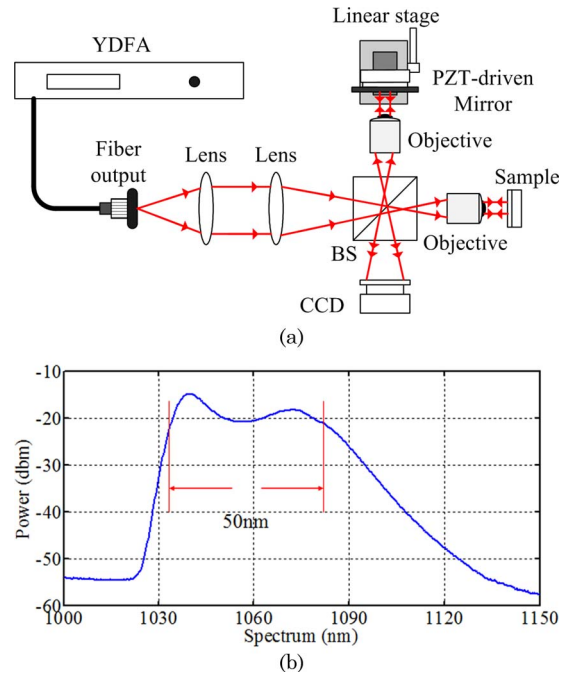 Linear stage
YDFA
PZT-driven
Mirror
Fiber
output
Lens
Lens
Objective
Sample
BS
Objective
CCD
(a)
-10
-20
-30
-40
-50
-60
Power (dbm)
50nm
1000
1030
1060
1090
1120
1150
Spectrum (nm)
(b)